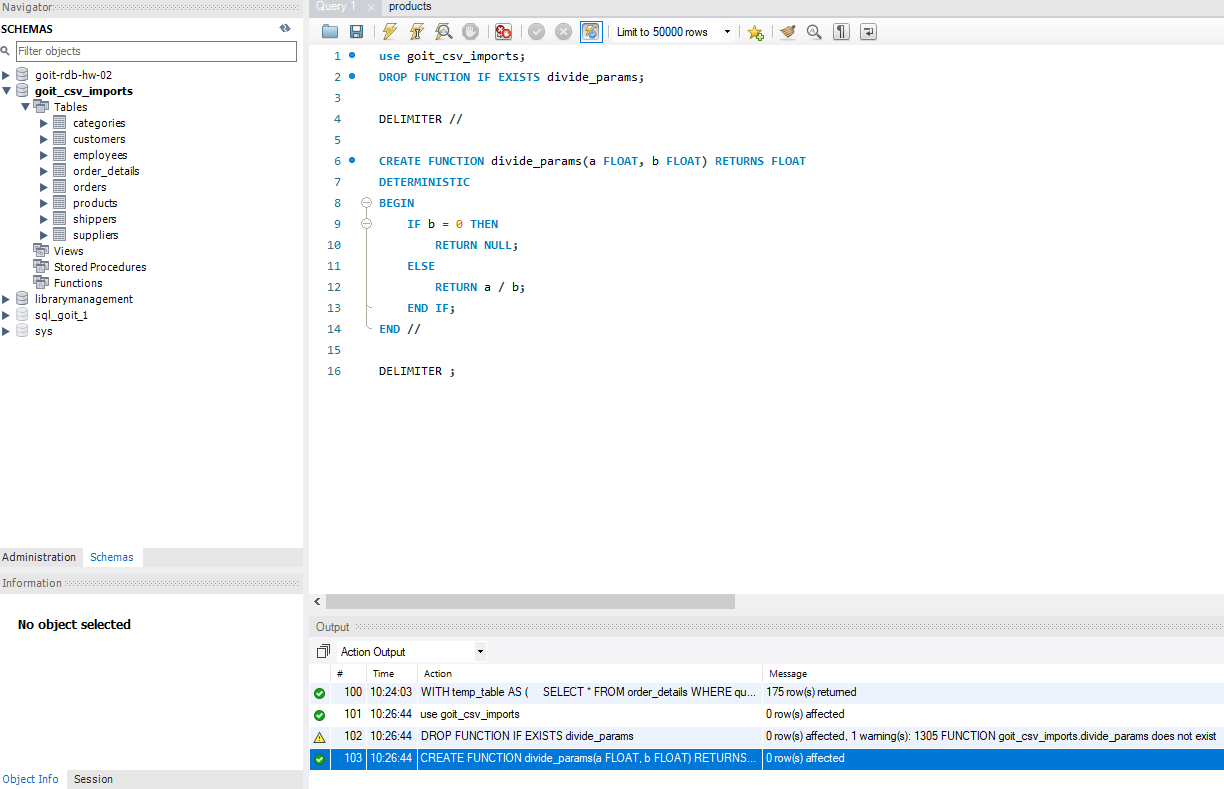 Navigator
SCHEMAS
Filter objects
goit-rdb-hw-02
goit_csv_imports
Tables
categories
customers
employees
order_details
orders
products
shippers
suppliers
Views
Stored Procedures
Functions
librarymanagement
sql_goit_1
sys
Administration Schemas
Information
No object selected
Object Info Session
Query 1 products
Limit to 50000 rows
1 use goit_csv_imports;
2 DROP FUNCTION IF EXISTS divide_params;
3
4 DELIMITER //
5
6 CREATE FUNCTION divide_params(a FLOAT, b FLOAT) RETURNS FLOAT
7 DETERMINISTIC
8 BEGIN
9 IF b = 0 THEN
10 RETURN NULL;
11 ELSE
12 RETURN a / b;
13 END IF;
14 END //
15
16 DELIMITER ;
Output
Action Output
# Time Action Message
100 10:24:03 WITH temp_table AS ( SELECT * FROM order_details WHERE qu... 175 row(s) returned
101 10:26:44 use goit_csv_imports 0 row(s) affected
102 10:26:44 DROP FUNCTION IF EXISTS divide_params 0 row(s) affected, 1 warning(s): 1305 FUNCTION goit_csv_imports.divide_params does not exist
103 10:26:44 CREATE FUNCTION divide_params(a FLOAT, b FLOAT) RETURNS... 0 row(s) affected